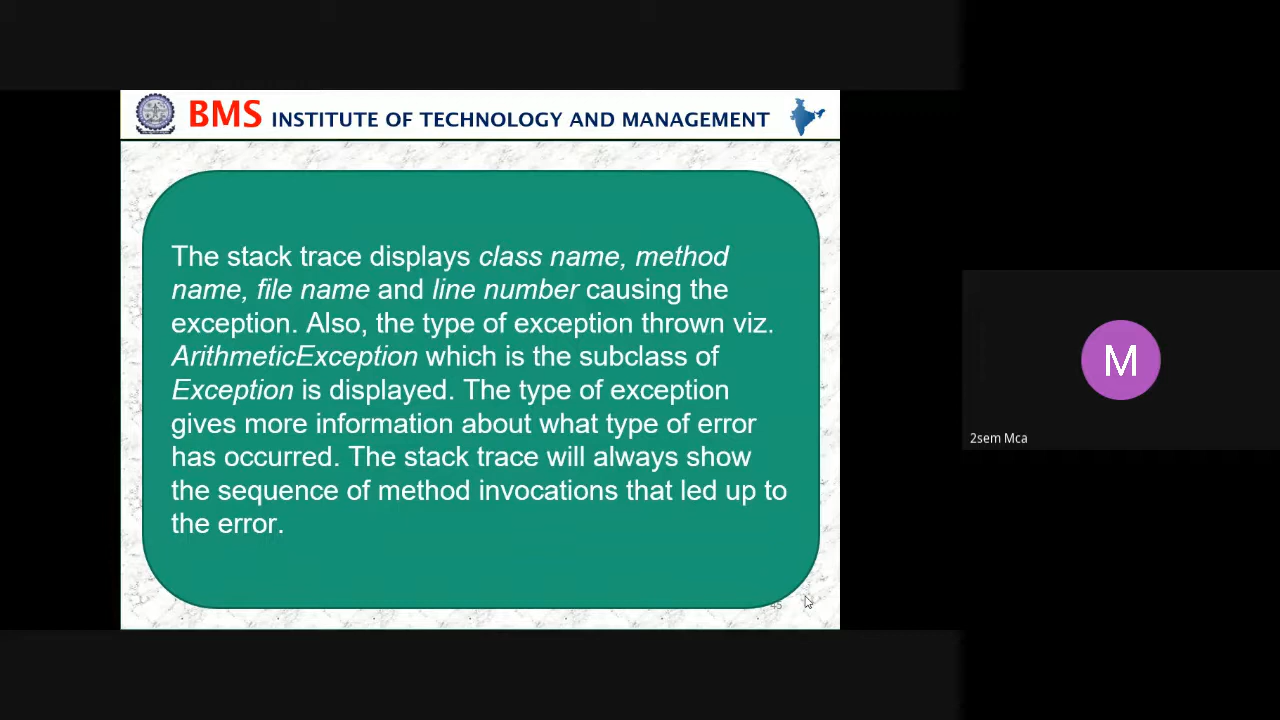 BMS INSTITUTE OF TECHNOLOGY AND MANAGEMENT
The stack trace displays class name, method
name, file name and line number causing the
exception. Also, the type of exception thrown viz.
ArithmeticException which is the subclass of
Exception is displayed. The type of exception
gives more information about what type of error
has occurred. The stack trace will always show
the sequence of method invocations that led up to
the error.
45
M
2sem Mca